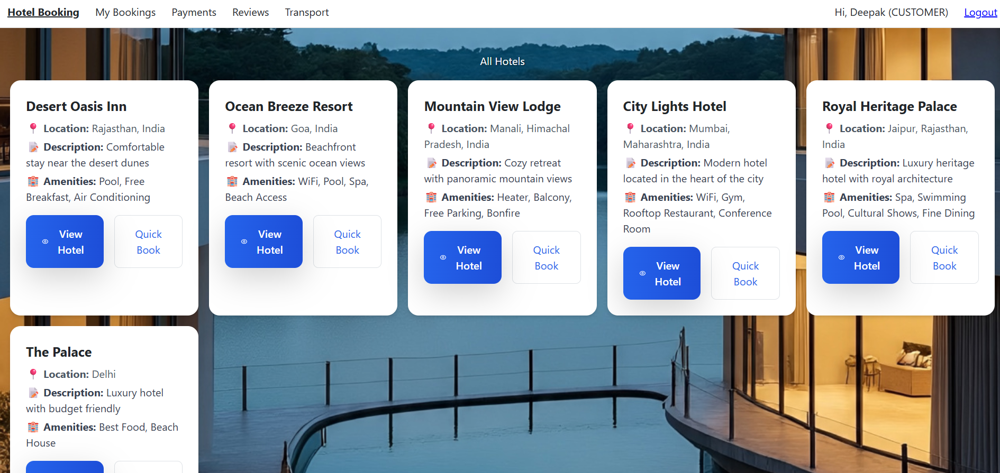 Hotel Booking My Bookings Payments Reviews Transport Hi, Deepak (CUSTOMER) Logout
All Hotels
Desert Oasis Inn
Location: Rajasthan, India
Description: Comfortable
stay near the desert dunes
Amenities: Pool, Free
Breakfast, Air Conditioning
View
Hotel
Quick
Book
Ocean Breeze Resort
Location: Goa, India
Description: Beachfront
resort with scenic ocean views
Amenities: WiFi, Pool, Spa,
Beach Access
View
Hotel
Quick
Book
Mountain View Lodge
Location: Manali, Himachal
Pradesh, India
Description: Cozy retreat
with panoramic mountain views
Amenities: Heater, Balcony,
Free Parking, Bonfire
View
Hotel
Quick
Book
City Lights Hotel
Location: Mumbai,
Maharashtra, India
Description: Modern hotel
located in the heart of the city
Amenities: WiFi, Gym,
Rooftop Restaurant, Conference
Room
View
Hotel
Quick
Book
Royal Heritage Palace
Location: Jaipur, Rajasthan,
India
Description: Luxury heritage
hotel with royal architecture
Amenities: Spa, Swimming
Pool, Cultural Shows, Fine Dining
View
Hotel
Quick
Book
The Palace
Location: Delhi
Description: Luxury hotel
with budget friendly
Amenities: Best Food, Beach
House